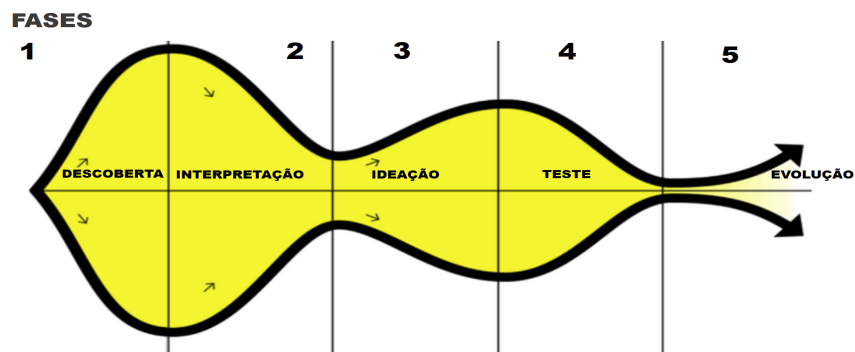 FASES
1
2
3
4
5
DESCOBERTA
INTERPRETAÇÃO
IDEAÇÃO
TESTE
EVOLUÇÃO